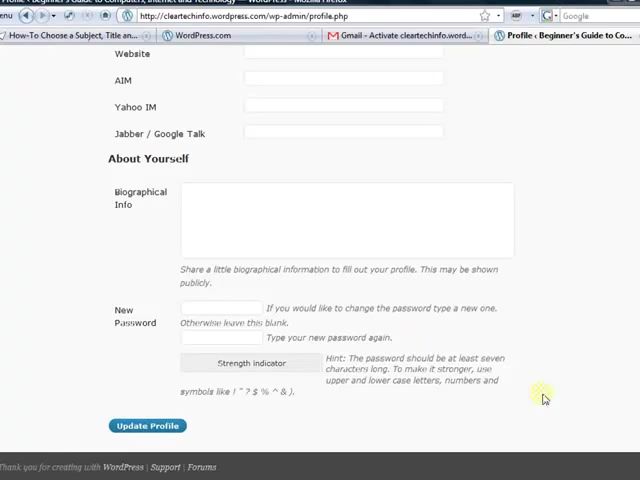 Profile ‹ Beginner's Guide to Computers, Internet and Technology — WordPress - Mozilla Firefox
enu http://cleartechinfo.wordpress.com/wp-admin/profile.php ABP Google
How-To Choose a Subject, Title an... WordPress.com Gmail - Activate cleartechinfo.word... Profile ‹ Beginner's Guide to Co...
Website
AIM
Yahoo IM
Jabber / Google Talk
About Yourself
Biographical
Info
Share a little biographical information to fill out your profile. This may be shown
publicly.
New
Password
If you would like to change the password type a new one.
Otherwise leave this blank.
Type your new password again.
Strength indicator
Hint: The password should be at least seven
characters long. To make it stronger, use
upper and lower case letters, numbers and
symbols like ! " ? $ % ^ & ).
Update Profile
Thank you for creating with WordPress | Support | Forums